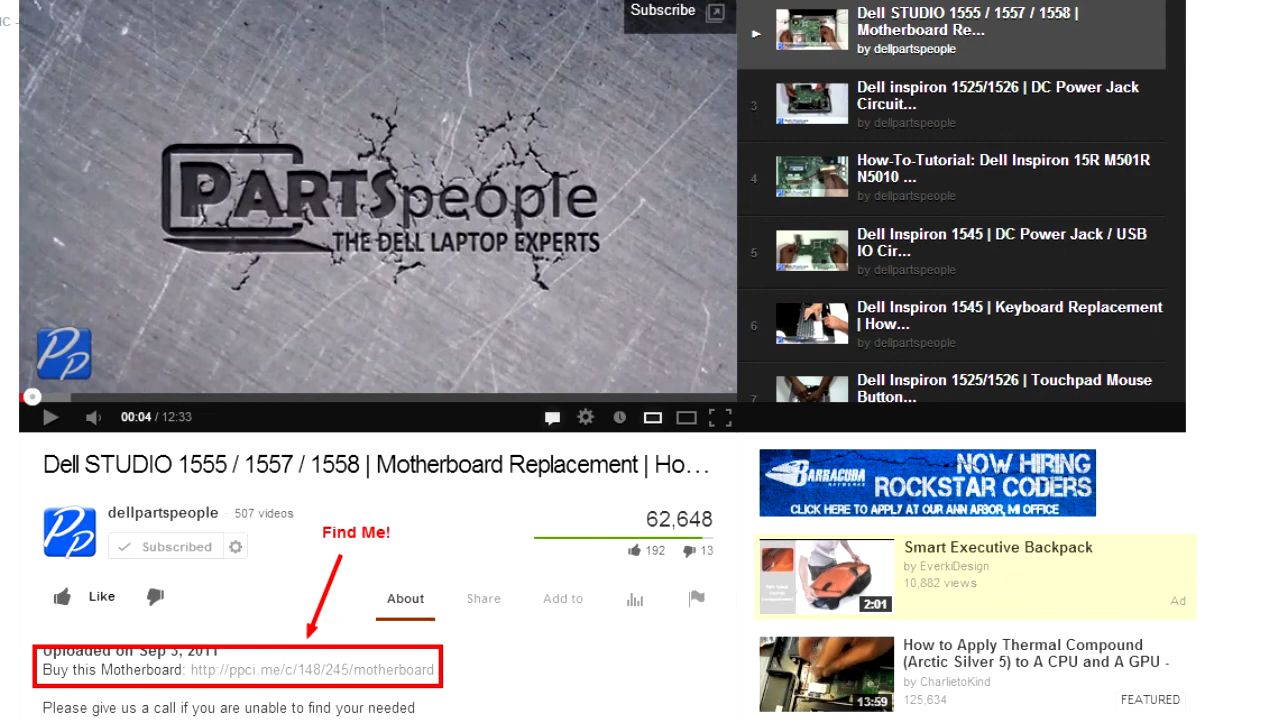 IC -
Subscribe
PARTSpeople
THE DELL LAPTOP EXPERTS
PP
00:04 / 12:33
Dell STUDIO 1555 / 1557 / 1558 |
Motherboard Re...
by dellpartspeople
3
Dell inspiron 1525/1526 | DC Power Jack
Circuit...
by dellpartspeople
4
How-To-Tutorial: Dell Inspiron 15R M501R
N5010 ...
by dellpartspeople
5
Dell Inspiron 1545 | DC Power Jack / USB
IO Cir...
by dellpartspeople
6
Dell Inspiron 1545 | Keyboard Replacement
| How...
by dellpartspeople
7
Dell Inspiron 1525/1526 | Touchpad Mouse
Button...
Dell STUDIO 1555 / 1557 / 1558 | Motherboard Replacement | Ho...
PP
dellpartspeople · 507 videos
Subscribed
Find Me!
62,648
192 13
Like
About Share Add to
Uploaded on Sep 3, 2011
Buy this Motherboard: http://ppci.me/c/148/245/motherboard
Please give us a call if you are unable to find your needed
BARRACUDA
NETWORKS
NOW HIRING
ROCKSTAR CODERS
CLICK HERE TO APPLY AT OUR ANN ARBOR, MI OFFICE
2:01
Smart Executive Backpack
by EverkiDesign
10,882 views
Ad
13:59
How to Apply Thermal Compound
(Arctic Silver 5) to A CPU and A GPU -
by CharlietoKind
125,634
FEATURED